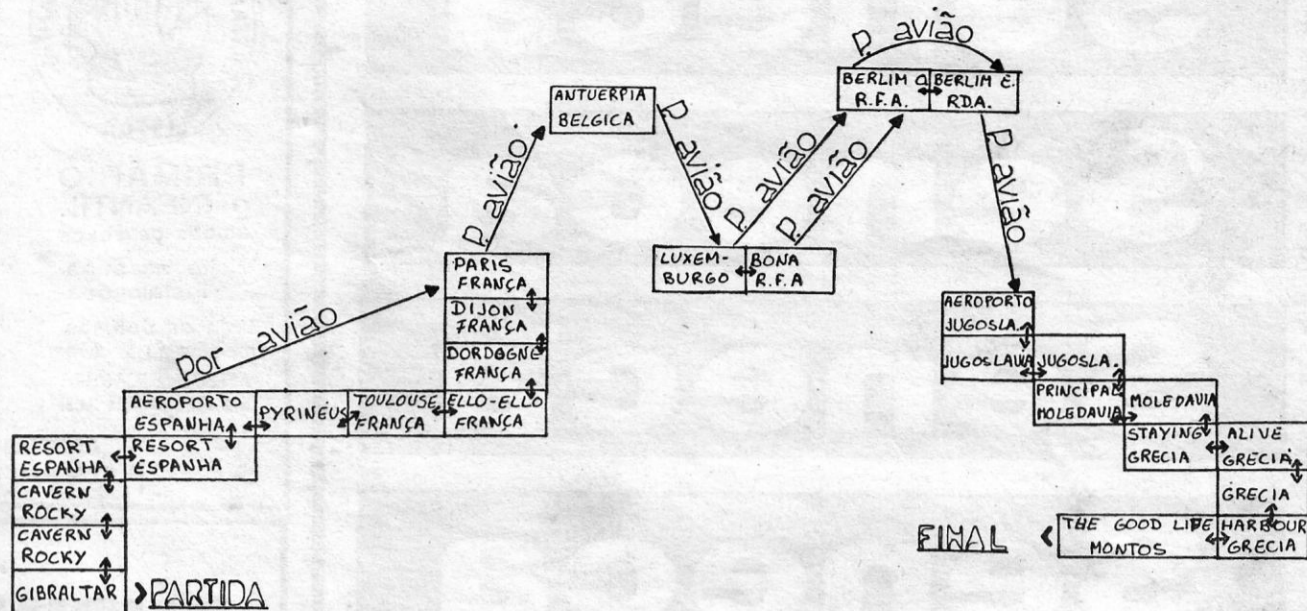 P. avião
BERLIM O
R.F.A.
BERLIM E.
RDA.
ANTUERPIA
BELGICA
P. avião
P. avião
P. avião
P. avião
P. avião
LUXEM-
BURGO
BONA
R.F.A
PARIS
FRANÇA
DIJON
FRANÇA
DORDOGNE
FRANÇA
ELLO-ELLO
FRANÇA
Por avião
AEROPORTO
ESPANHA
PYRINEUS
TOULOUSE
FRANÇA
RESORT
ESPANHA
RESORT
ESPANHA
CAVERN
ROCKY
CAVERN
ROCKY
GIBRALTAR
>PARTIDA
AEROPORTO
JUGOSLA.
JUGOSLAWA
JUGOSLA.
PRINCIPAL
MOLEDAVIA
MOLEDAVIA
STAYING
GRECIA
ALIVE
GRECIA.
GRECIA
HARBOUR
GRECIA
THE GOOD LIFE
MONTOS
FINAL <